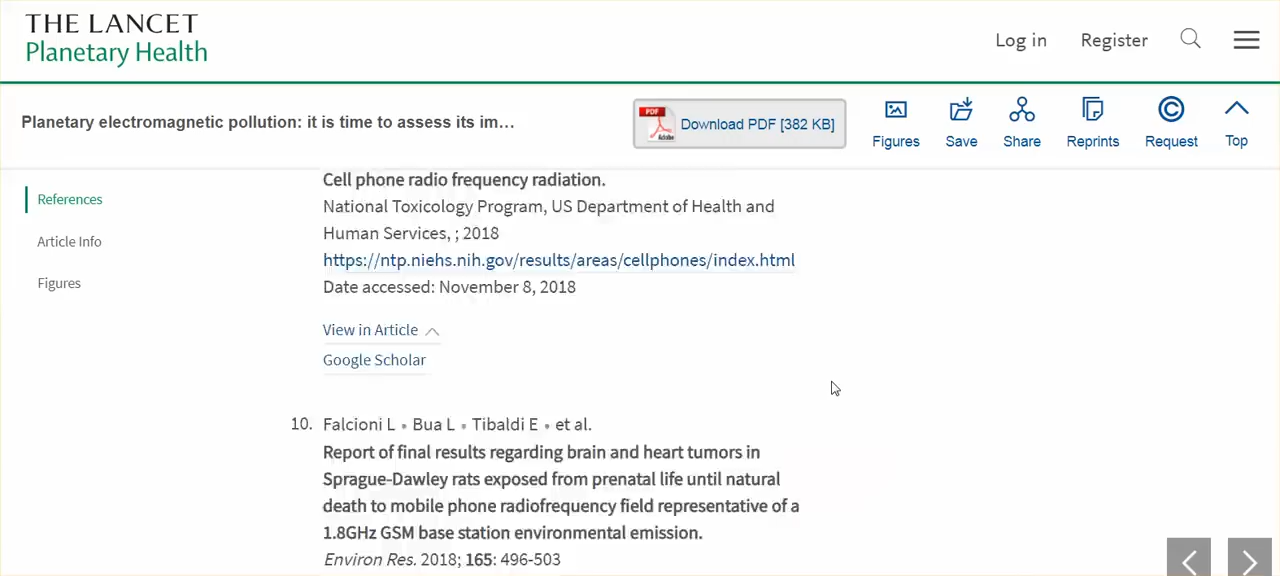 THE LANCET
Planetary Health
Log in
Register
Planetary electromagnetic pollution: it is time to assess its im...
PDF
Adobe
Download PDF [382 KB]
Figures
Save
Share
Reprints
Request
Top
References
Article Info
Figures
Cell phone radio frequency radiation.
National Toxicology Program, US Department of Health and
Human Services, ; 2018
https://ntp.niehs.nih.gov/results/areas/cellphones/index.html
Date accessed: November 8, 2018
View in Article
Google Scholar
10. Falcioni L • Bua L • Tibaldi E • et al.
Report of final results regarding brain and heart tumors in
Sprague-Dawley rats exposed from prenatal life until natural
death to mobile phone radiofrequency field representative of a
1.8GHz GSM base station environmental emission.
Environ Res. 2018; 165: 496-503